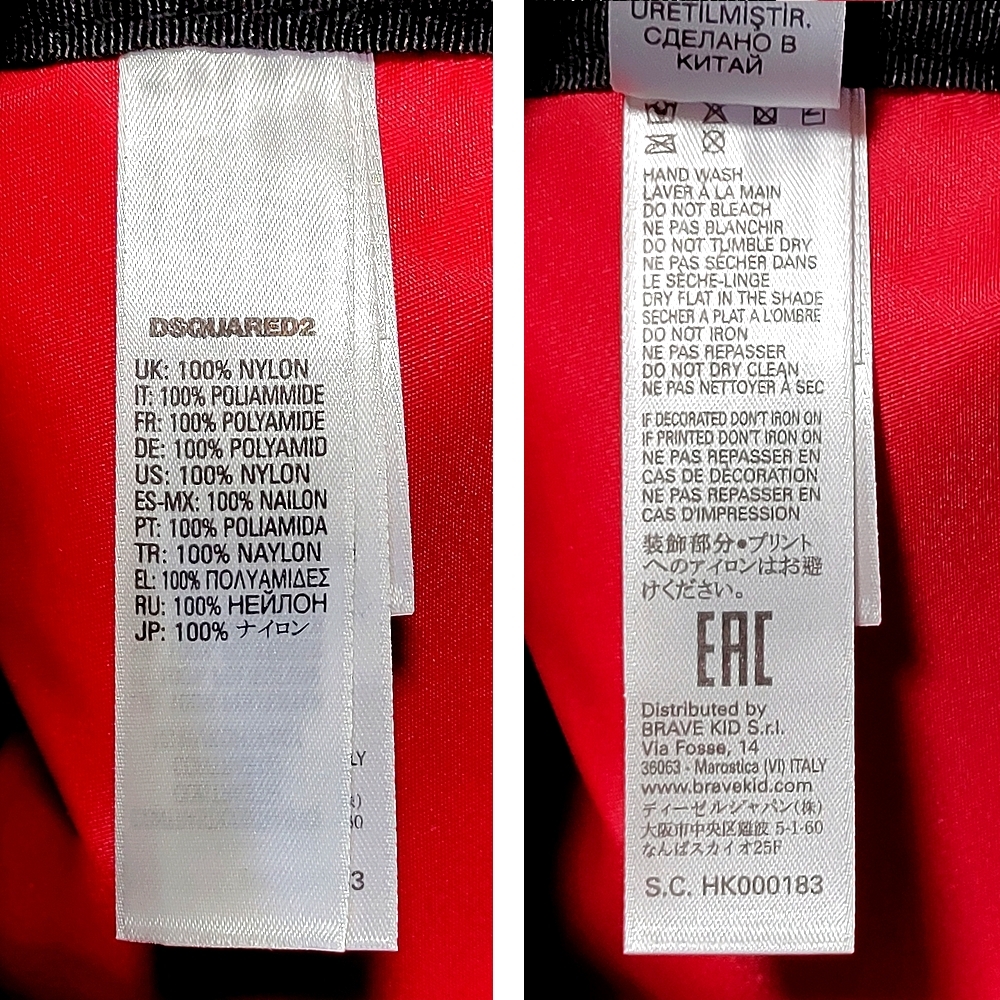 DSQUARED2
UK: 100% NYLON
IT: 100% POLIAMMIDE
FR: 100% POLYAMIDE
DE: 100% POLYAMID
US: 100% NYLON
ES-MX: 100% NAILON
PT: 100% POLIAMIDA
TR: 100% NAYLON
EL: 100% ΠΟΛΥΑΜΙΔΕΣ
RU: 100% НЕЙЛОН
JP: 100% ナイロン
LY
3
ÜRETİLMİŞTİR.
СДЕЛАНО В
КИТАЙ
HAND WASH
LAVER À LA MAIN
DO NOT BLEACH
NE PAS BLANCHIR
DO NOT TUMBLE DRY
NE PAS SÉCHER DANS
LE SÈCHE-LINGE
DRY FLAT IN THE SHADE
SÉCHER À PLAT A L'OMBRE
DO NOT IRON
NE PAS REPASSER
DO NOT DRY CLEAN
NE PAS NETTOYER À SEC
IF DECORATED DON'T IRON ON
IF PRINTED DON'T IRON ON
NE PAS REPASSER EN
CAS DE DÉCORATION
NE PAS REPASSER EN
CAS D'IMPRESSION
装飾部分●プリント
へのアイロンはお避
けください。
EAC
Distributed by
BRAVE KID S.r.l.
Via Fosse, 14
36063 - Marostica (VI) ITALY
www.bravekid.com
ディーゼルジャパン(株)
大阪市中央区難波 5-1-60
なんばスカイオ25F
S.C. HK000183